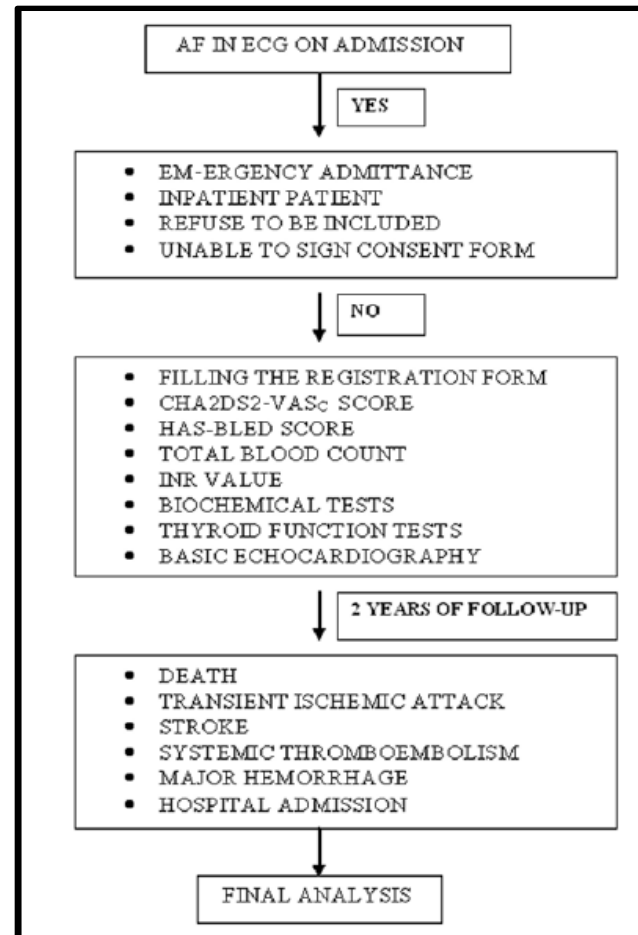 AF IN ECG ON ADMISSION
YES
• EM-ERGENCY ADMITTANCE
• INPATIENT PATIENT
• REFUSE TO BE INCLUDED
• UNABLE TO SIGN CONSENT FORM
NO
• FILLING THE REGISTRATION FORM
• CHA2DS2-VASC SCORE
• HAS-BLED SCORE
• TOTAL BLOOD COUNT
• INR VALUE
• BIOCHEMICAL TESTS
• THYROID FUNCTION TESTS
• BASIC ECHOCARDIOGRAPHY
2 YEARS OF FOLLOW-UP
• DEATH
• TRANSIENT ISCHEMIC ATTACK
• STROKE
• SYSTEMIC THROMBOEMBOLISM
• MAJOR HEMORRHAGE
• HOSPITAL ADMISSION
FINAL ANALYSIS